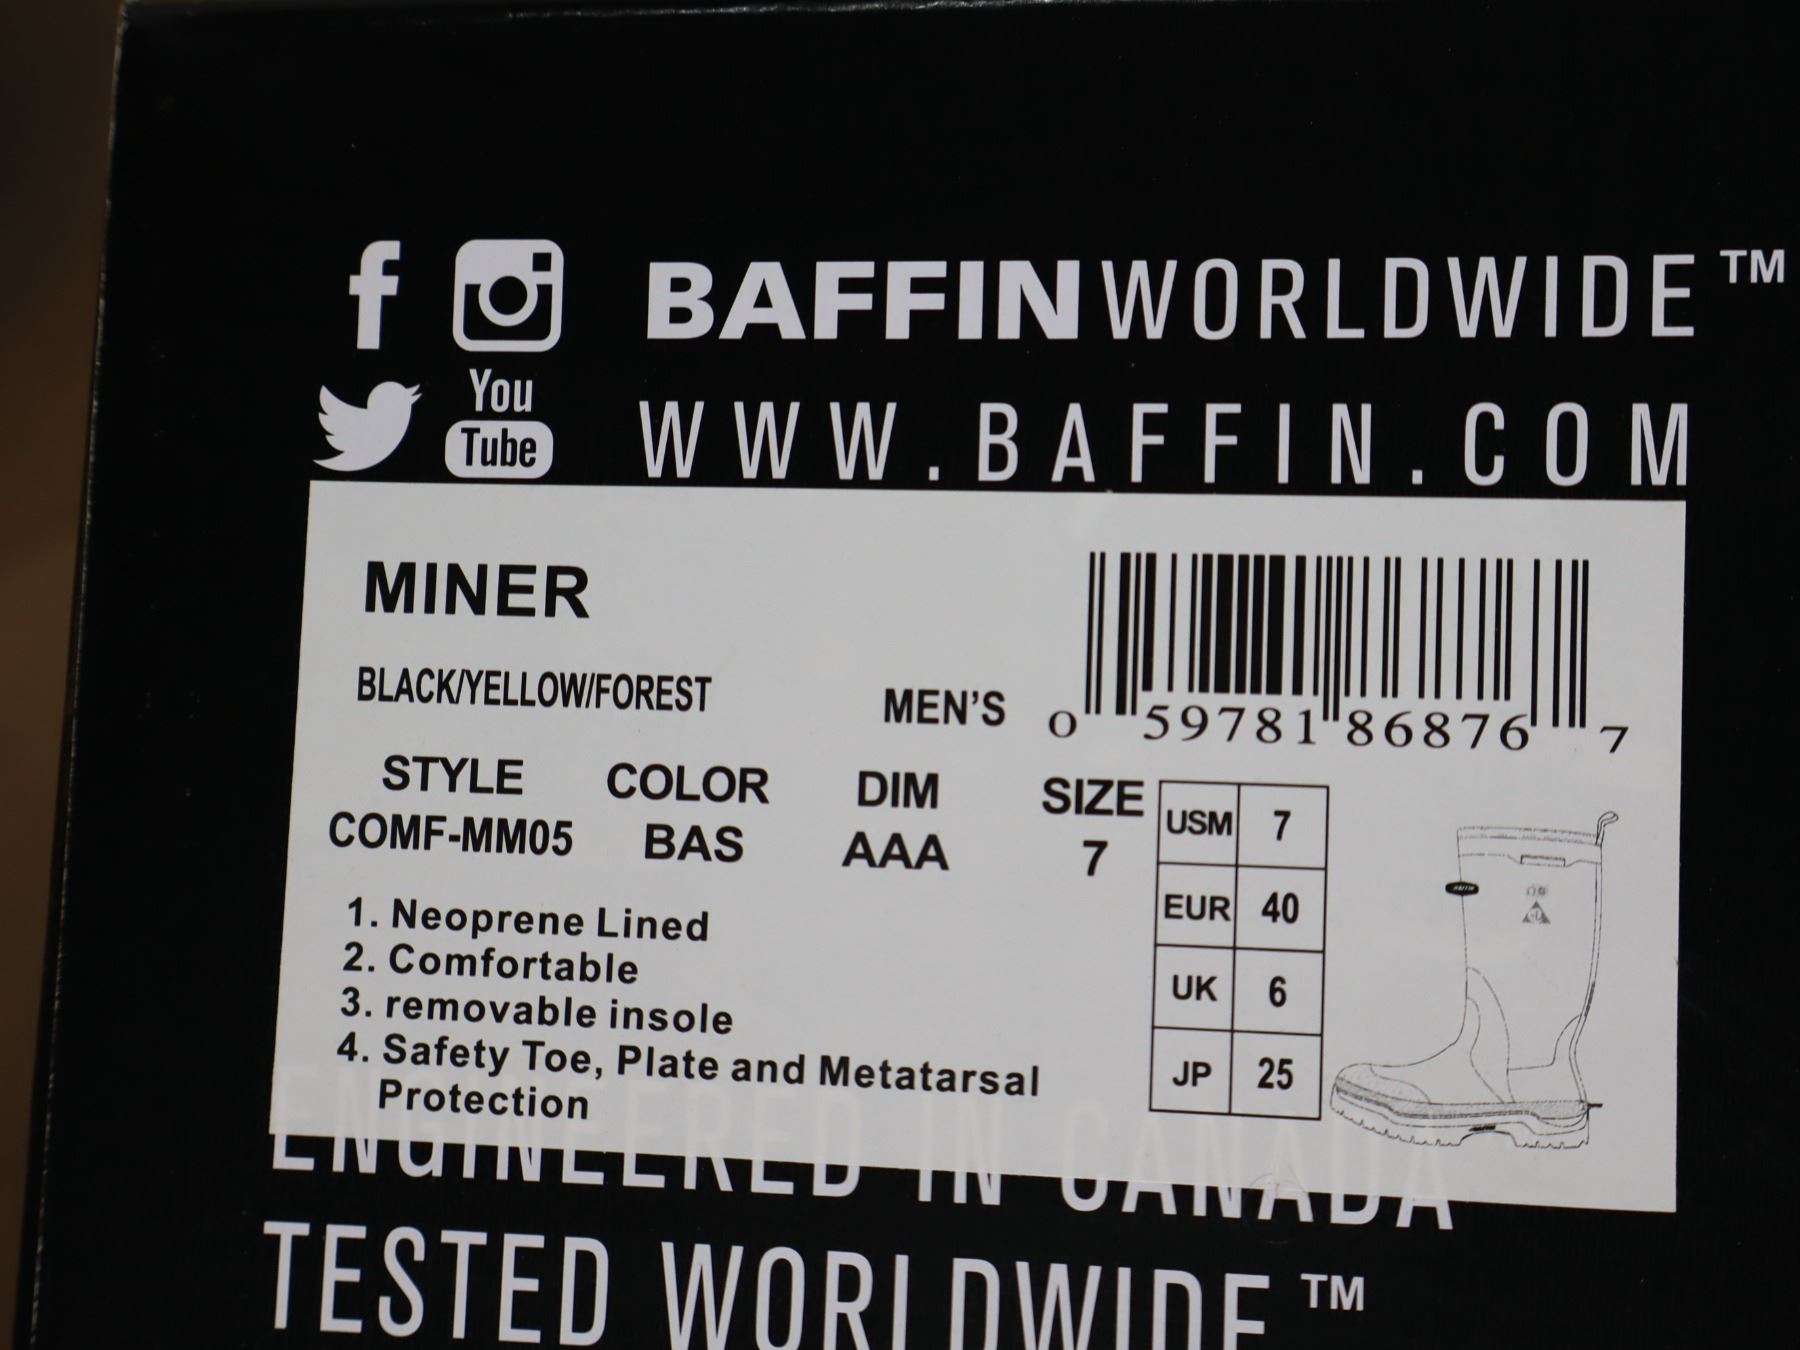 f
BAFFINWORLDWIDE™
You
Tube
WWW.BAFFIN.COM
MINER
BLACK/YELLOW/FOREST
MEN'S
0 59781 86876 7
STYLE COLOR DIM SIZE
COMF-MM05 BAS AAA 7
USM 7
EUR 40
UK 6
JP 25
1. Neoprene Lined
2. Comfortable
3. removable insole
4. Safety Toe, Plate and Metatarsal
Protection
ENGINEERED IN CANADA
TESTED WORLDWIDE™